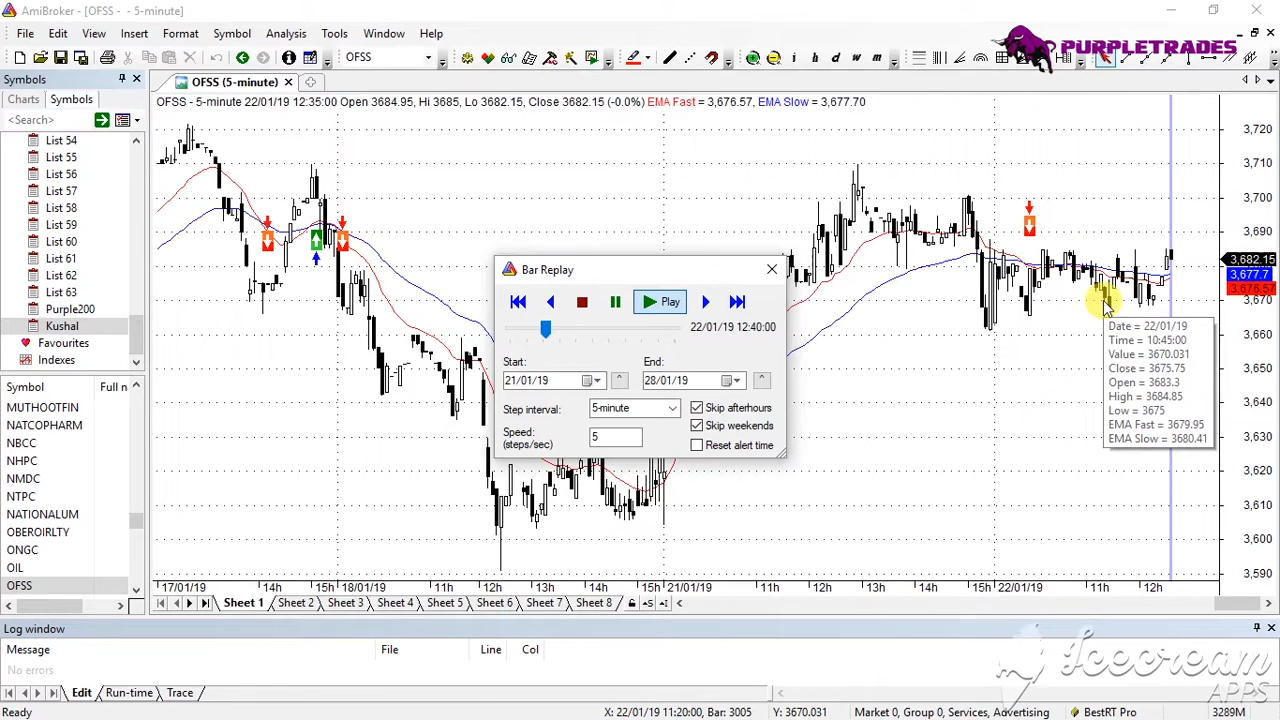 AmiBroker - [OFSS - - 5-minute]
File Edit View Insert Format Symbol Analysis Tools Window Help
PURPLETRADES
OFSS
Symbols
OFSS (5-minute)
Charts Symbols
<Search>
OFSS - 5-minute 22/01/19 12:35:00 Open 3684.95, Hi 3685, Lo 3682.15, Close 3682.15 (-0.0%) EMA Fast = 3,676.57, EMA Slow = 3,677.70
List 54
List 55
List 56
List 57
List 58
List 59
List 60
List 61
List 62
List 63
Purple200
Kushal
Favourites
Indexes
Symbol Full n
MUTHOOTFIN
NATCOPHARM
NBCC
NHPC
NMDC
NTPC
NATIONALUM
OBEROIRLTY
ONGC
OIL
OFSS
3,720
3,710
3,700
3,690
3,682.15
3,677.7
3,676.57
3,670
3,660
3,650
3,640
3,630
3,620
3,610
3,600
3,590
Bar Replay
Play
22/01/19 12:40:00
Start: End:
21/01/19 28/01/19
Step interval: 5-minute
Skip afterhours
Skip weekends
Speed: (steps/sec) 5
Reset alert time
Date = 22/01/19
Time = 10:45:00
Value = 3670.031
Close = 3675.75
Open = 3683.3
High = 3684.85
Low = 3675
EMA Fast = 3679.95
EMA Slow = 3680.41
17/01/19 14h 15h 18/01/19 11h 12h 13h 14h 15h 21/01/19 11h 12h 13h 14h 15h 22/01/19 11h 12h
Sheet 1 Sheet 2 Sheet 3 Sheet 4 Sheet 5 Sheet 6 Sheet 7 Sheet 8
Log window
Message File Line Col
No errors
Edit Run-time Trace
Icecream
APPS
Ready X: 22/01/19 11:20:00, Bar: 3005 Y: 3670.031 Market 0, Group 0, Services, Advertising BestRT Pro 3289M